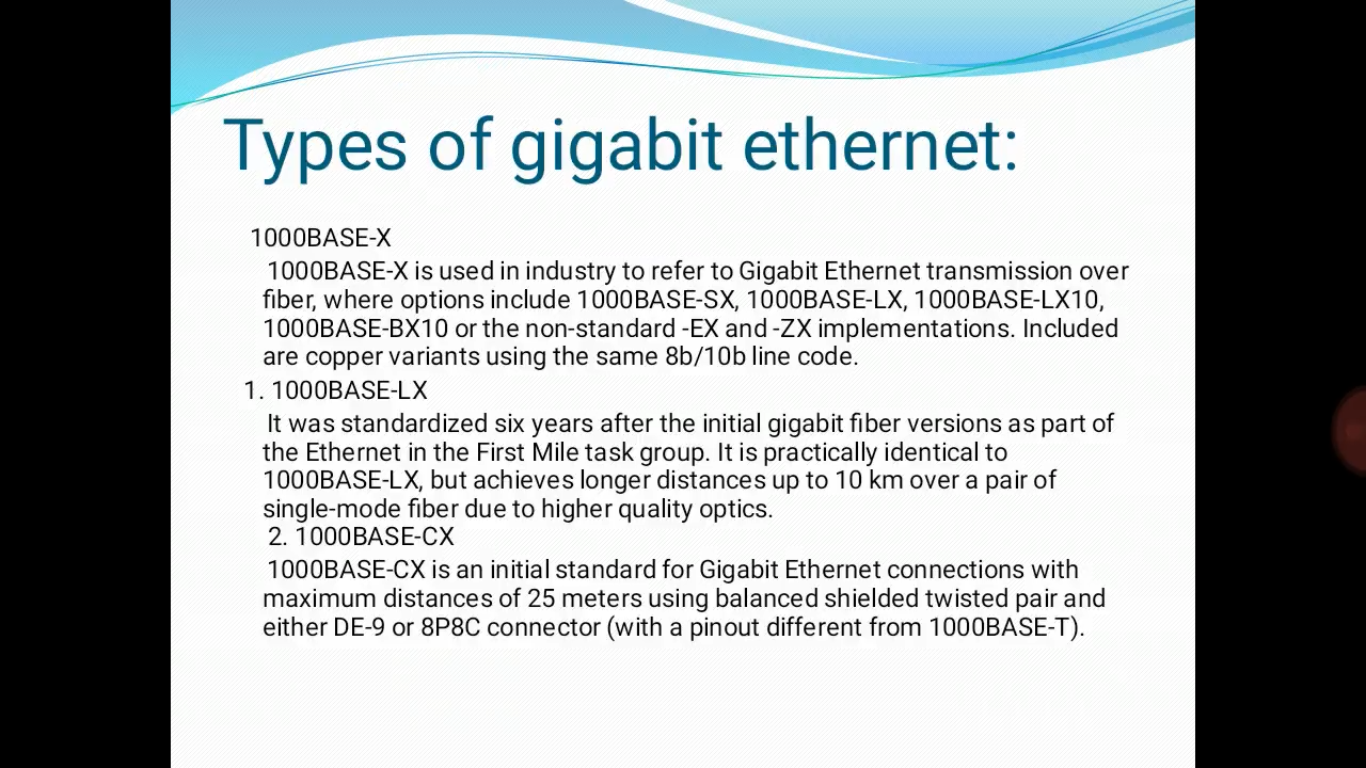 Types of gigabit ethernet:
1000BASE-X
1000BASE-X is used in industry to refer to Gigabit Ethernet transmission over
fiber, where options include 1000BASE-SX, 1000BASE-LX, 1000BASE-LX10,
1000BASE-BX10 or the non-standard -EX and -ZX implementations. Included
are copper variants using the same 8b/10b line code.
1. 1000BASE-LX
It was standardized six years after the initial gigabit fiber versions as part of
the Ethernet in the First Mile task group. It is practically identical to
1000BASE-LX, but achieves longer distances up to 10 km over a pair of
single-mode fiber due to higher quality optics.
2. 1000BASE-CX
1000BASE-CX is an initial standard for Gigabit Ethernet connections with
maximum distances of 25 meters using balanced shielded twisted pair and
either DE-9 or 8P8C connector (with a pinout different from 1000BASE-T).